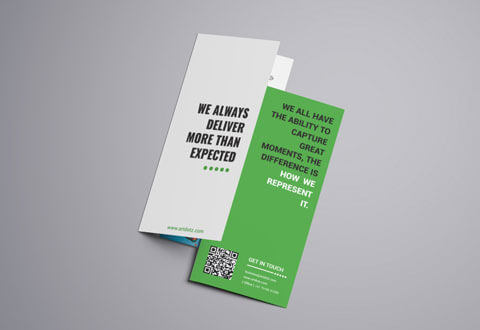 WE ALWAYS
DELIVER
MORE THAN
EXPECTED
www.artdotz.com
WE ALL HAVE
THE ABILITY TO
CAPTURE
GREAT
MOMENTS, THE
DIFFERENCE IS
HOW WE
REPRESENT
IT.
GET IN TOUCH